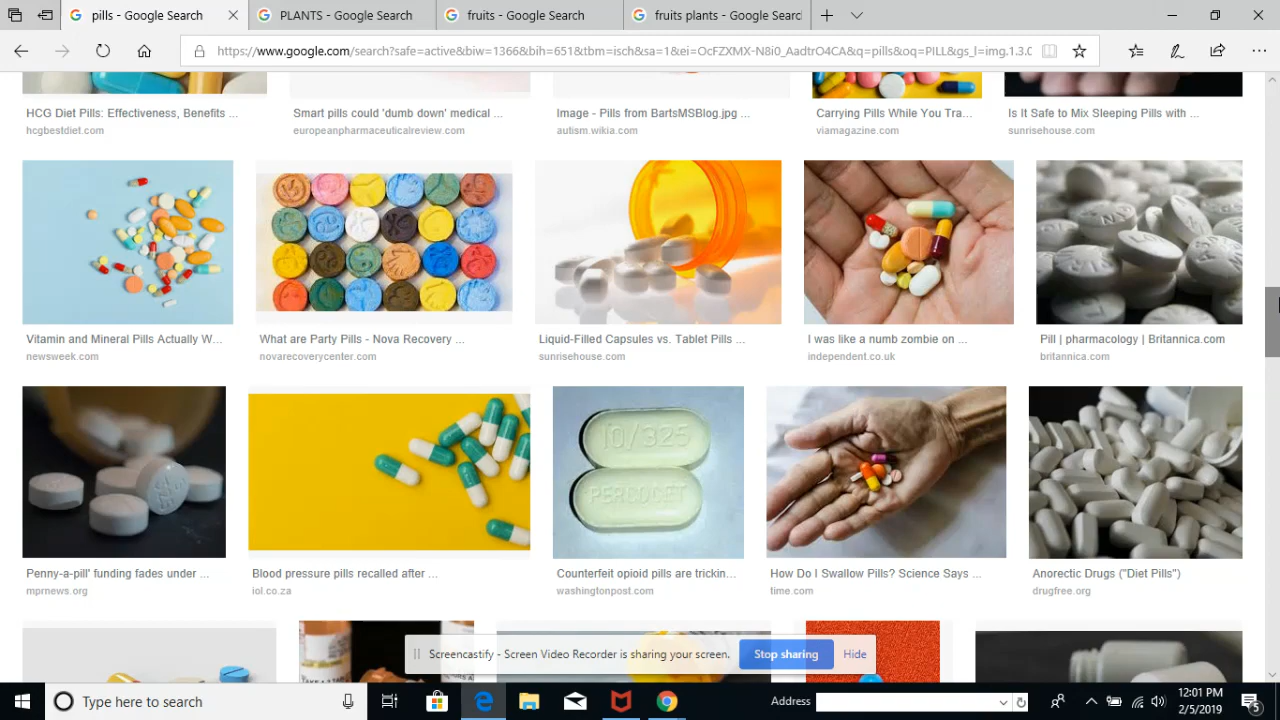 pills - Google Search
PLANTS - Google Search
fruits - Google Search
fruits plants - Google Search
https://www.google.com/search?safe=active&biw=1366&bih=651&tbm=isch&sa=1&ei=OcFZXMX-N8i0_AadtrO4CA&q=pills&oq=PILL&gs_l=img.1.3.0
HCG Diet Pills: Effectiveness, Benefits ...
hcgbestdiet.com
Smart pills could 'dumb down' medical ...
europeanpharmaceuticalreview.com
Image - Pills from BartsMSBlog.jpg ...
autism.wikia.com
Carrying Pills While You Tra...
viamagazine.com
Is It Safe to Mix Sleeping Pills with ...
sunrisehouse.com
Vitamin and Mineral Pills Actually W...
newsweek.com
What are Party Pills - Nova Recovery ...
novarecoverycenter.com
Liquid-Filled Capsules vs. Tablet Pills ...
sunrisehouse.com
I was like a numb zombie on ...
independent.co.uk
Pill | pharmacology | Britannica.com
britannica.com
10/325
PERCOCET
Penny-a-pill' funding fades under ...
mprnews.org
Blood pressure pills recalled after ...
iol.co.za
Counterfeit opioid pills are trickin...
washingtonpost.com
How Do I Swallow Pills? Science Says ...
time.com
Anorectic Drugs ("Diet Pills")
drugfree.org
Screencastify - Screen Video Recorder is sharing your screen.
Stop sharing
Hide
Type here to search
Address
12:01 PM
2/5/2019
5